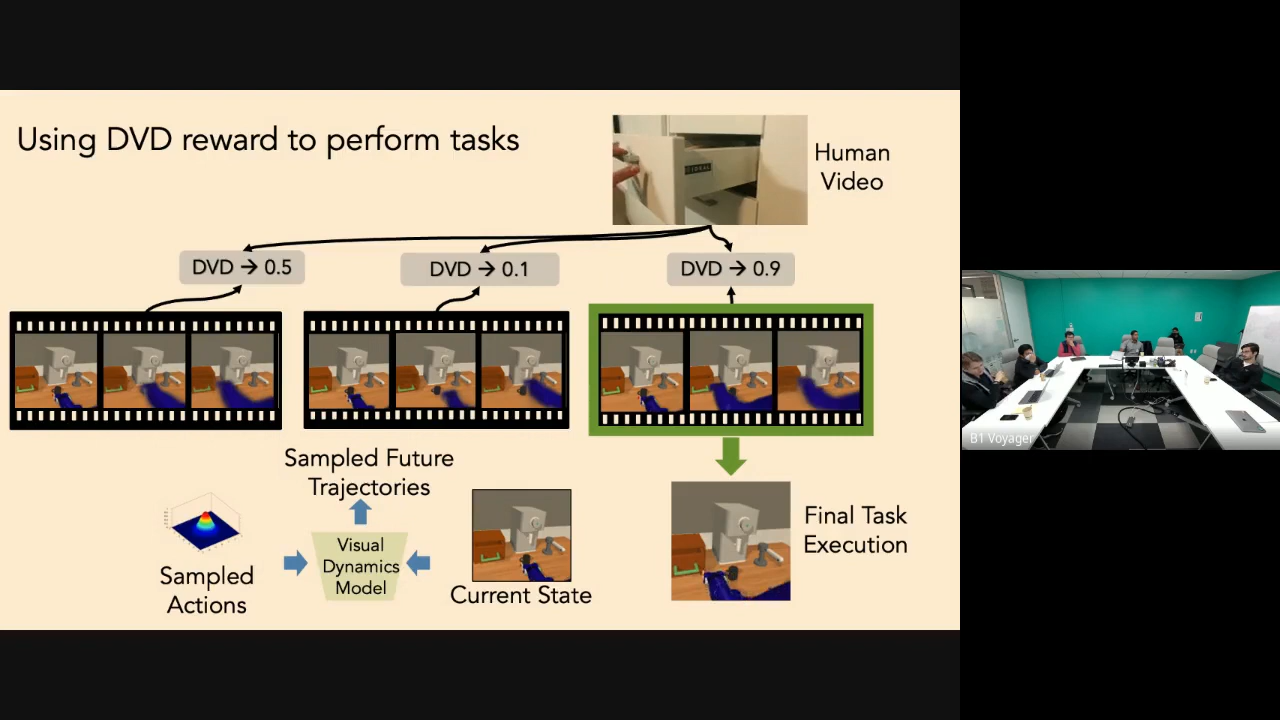 Using DVD reward to perform tasks
Human
Video
DVD → 0.5
DVD → 0.1
DVD → 0.9
Sampled Future
Trajectories
Visual
Dynamics
Model
Sampled
Actions
Current State
Final Task
Execution
B1 Voyager